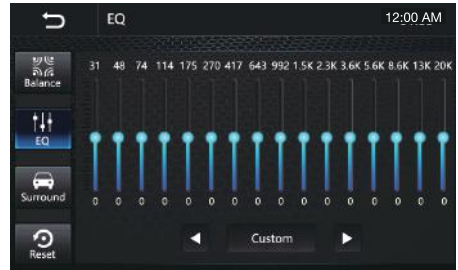 EQ 12:00 AM
31 48 74 114 175 270 417 643 992 1.5K 2.3K 3.6K 5.6K 8.6K 13K 20K
Balance
EQ
Surround
0 0 0 0 0 0 0 0 0 0 0 0 0 0 0 0
Custom
Reset